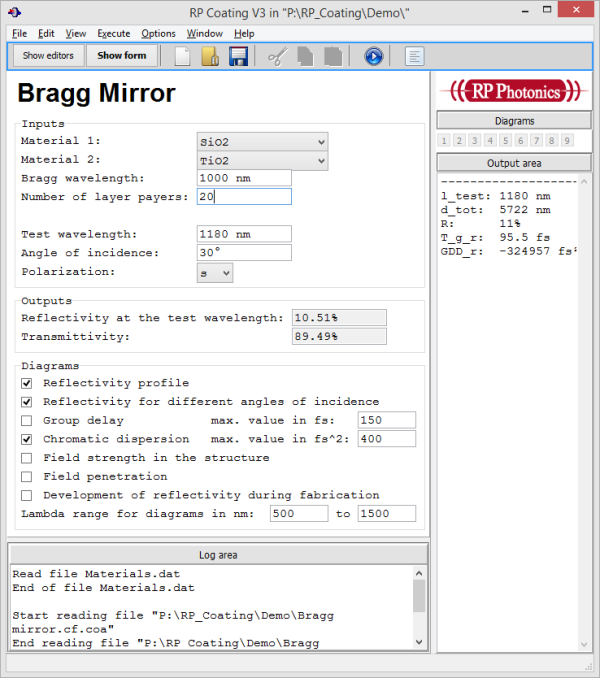 RP Coating V3 in "P:\RP_Coating\Demo\"
File Edit View Execute Options Window Help
Show editors Show form
Bragg Mirror
Inputs
Material 1: SiO2
Material 2: TiO2
Bragg wavelength: 1000 nm
Number of layer payers: 20
Test wavelength: 1180 nm
Angle of incidence: 30°
Polarization: s
Outputs
Reflectivity at the test wavelength: 10.51%
Transmittivity: 89.49%
Diagrams
Reflectivity profile
Reflectivity for different angles of incidence
Group delay max. value in fs: 150
Chromatic dispersion max. value in fs^2: 400
Field strength in the structure
Field penetration
Development of reflectivity during fabrication
Lambda range for diagrams in nm: 500 to 1500
Log area
Read file Materials.dat
End of file Materials.dat
Start reading file "P:\RP_Coating\Demo\Bragg
mirror.cf.coa"
End reading file "P:\RP Coating\Demo\Bragg
RP Photonics
Diagrams
1 2 3 4 5 6 7 8 9
Output area
--------------------
l_test: 1180 nm
d_tot: 5722 nm
R: 11%
T_g_r: 95.5 fs
GDD_r: -324957 fs²